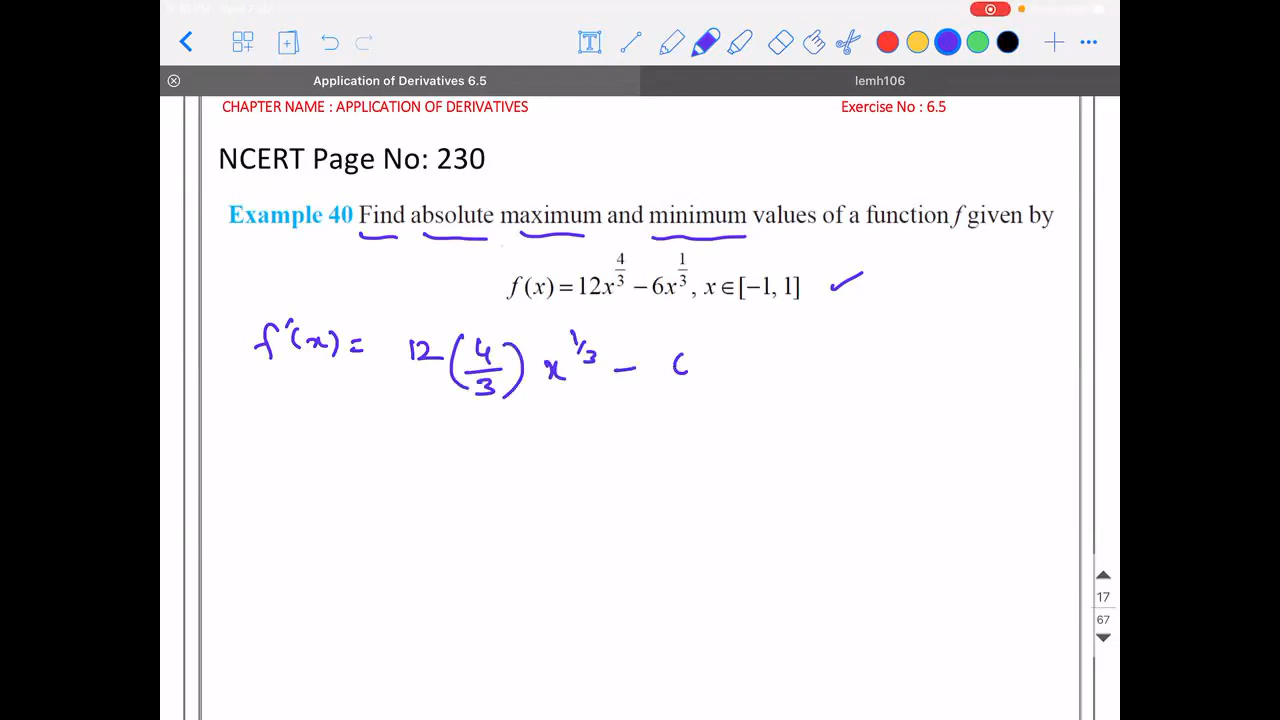 Application of Derivatives 6.5
lemh106
CHAPTER NAME : APPLICATION OF DERIVATIVES Exercise No : 6.5
NCERT Page No: 230
Example 40 Find absolute maximum and minimum values of a function f given by
f(x) = 12x^{4/3} − 6x^{1/3}, x ∈ [−1, 1]
f'(x) = 12 (4/3) x^{1/3} −
17
67